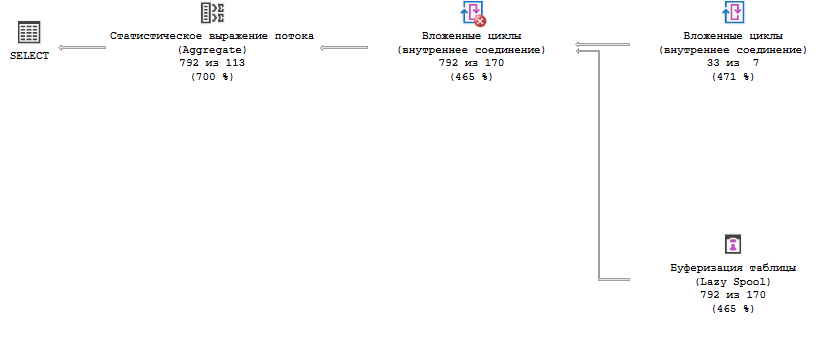 SELECT
Статистическое выражение потока
(Aggregate)
792 из 113
(700 %)
Вложенные циклы
(внутреннее соединение)
792 из 170
(465 %)
Вложенные циклы
(внутреннее соединение)
33 из 7
(471 %)
Буферизация таблицы
(Lazy Spool)
792 из 170
(465 %)